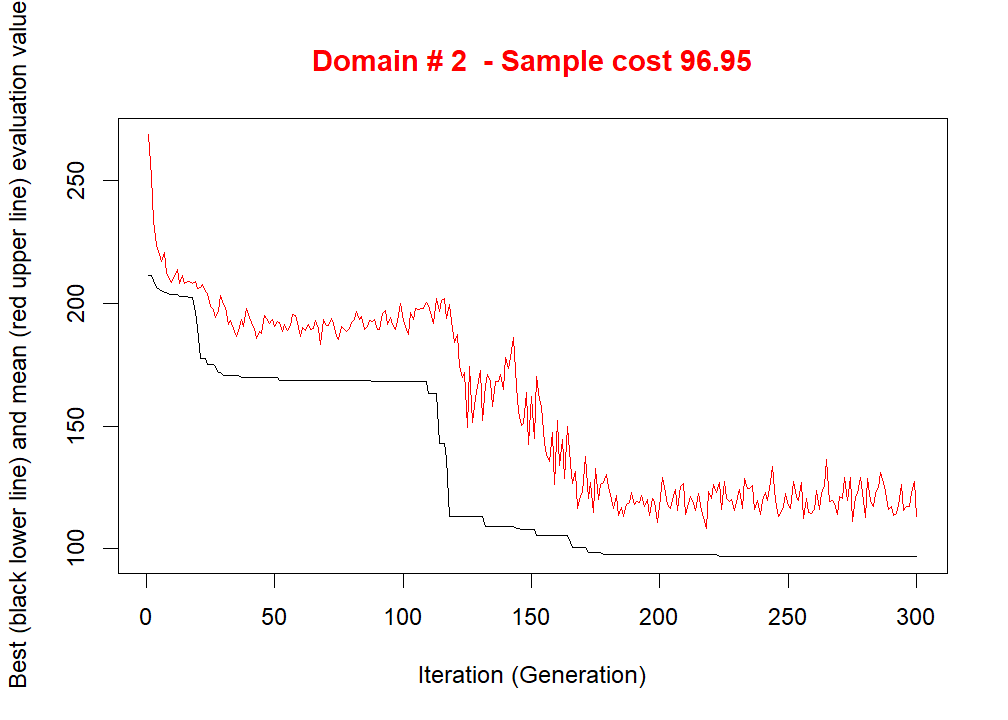 Domain # 2  - Sample cost 96.95
Best (black lower line) and mean (red upper line) evaluation value
250
200
150
100
0 50 100 150 200 250 300
Iteration (Generation)